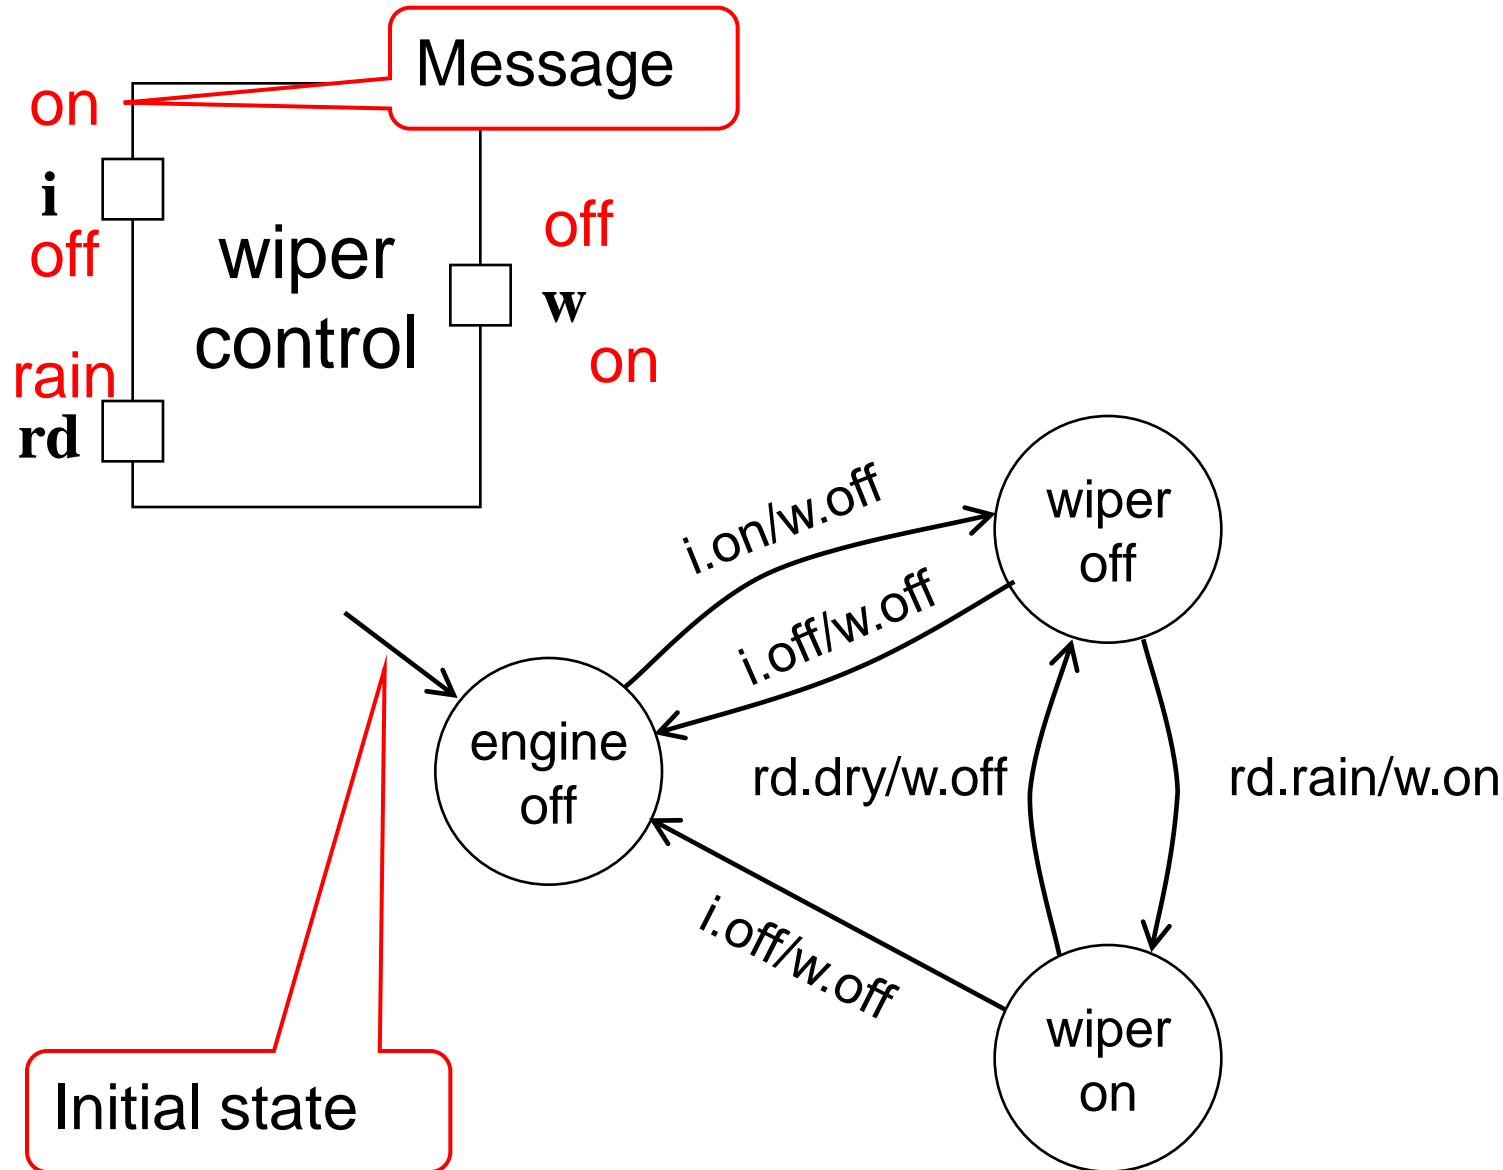 Message
on
i
off
wiper
control
off
w
on
rain
rd
i.on/w.off
wiper
off
i.off/w.off
engine
off
rd.dry/w.off
rd.rain/w.on
i.off/w.off
wiper
on
Initial state